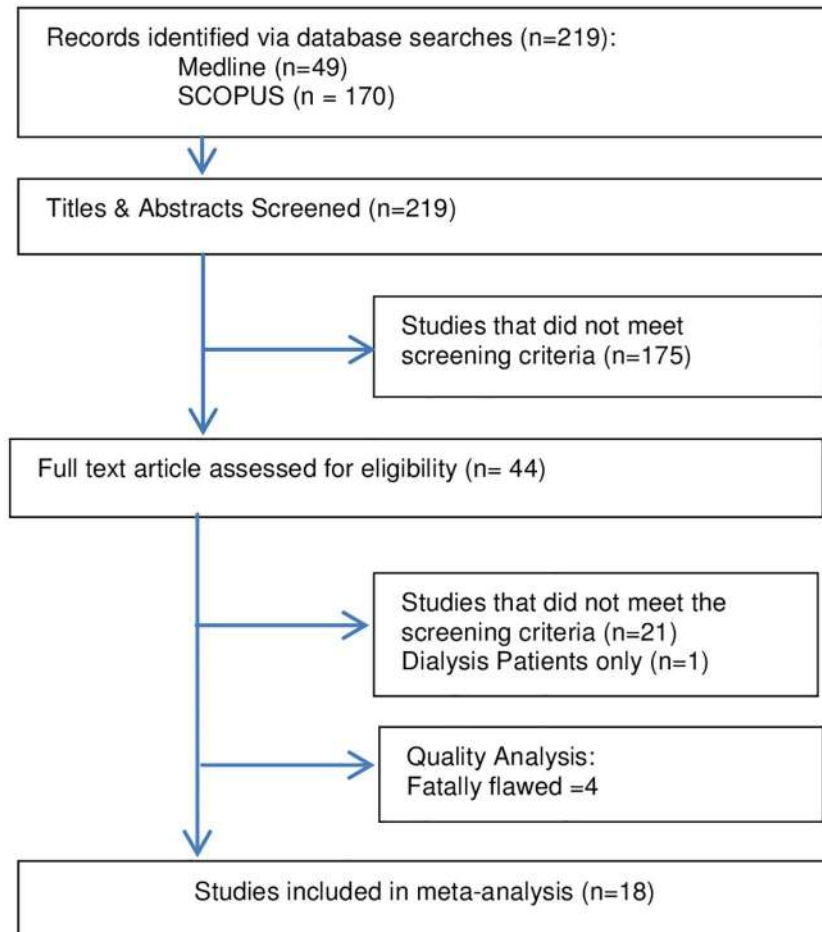 Records identified via database searches (n=219):
Medline (n=49)
SCOPUS (n = 170)
Titles & Abstracts Screened (n=219)
Studies that did not meet
screening criteria (n=175)
Full text article assessed for eligibility (n= 44)
Studies that did not meet the
screening criteria (n=21)
Dialysis Patients only (n=1)
Quality Analysis:
Fatally flawed =4
Studies included in meta-analysis (n=18)